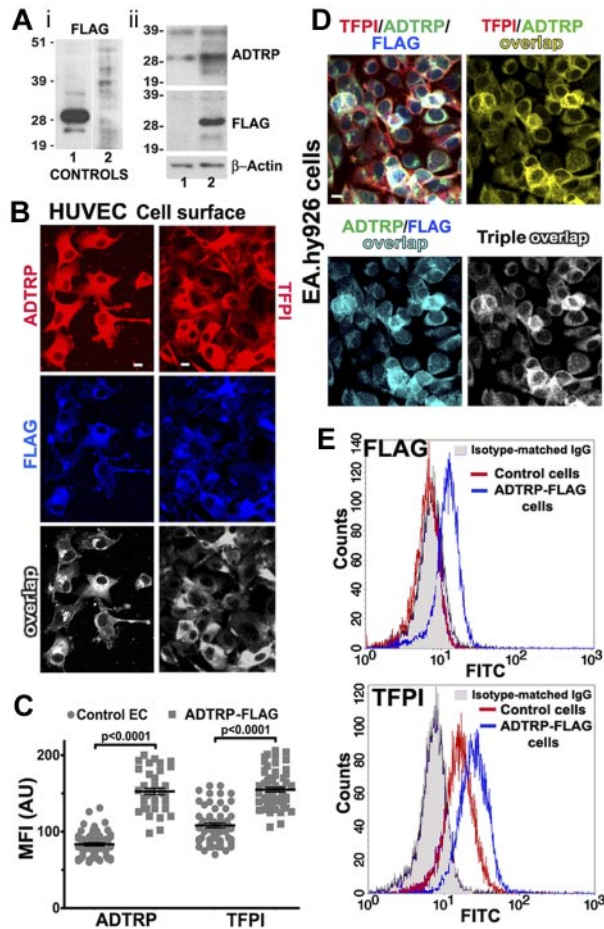 A
i
FLAG
51
39
28
19
1 2
CONTROLS
ii
39-
28-
19-
ADTRP
39-
28-
19-
FLAG
β-Actin
1 2
B
HUVEC Cell surface
ADTRP
TFPI
FLAG
overlap
C
Control EC
ADTRP-FLAG
p<0.0001
p<0.0001
MFI (AU)
200
100
0
ADTRP
TFPI
D
TFPI/ADTRP/
FLAG
TFPI/ADTRP
overlap
EA.hy926 cells
ADTRP/FLAG
overlap
Triple overlap
E
FLAG
Isotype-matched IgG
Control cells
ADTRP-FLAG
cells
Counts
140
120
100
80
60
40
20
0
10⁰ 10¹ 10² 10³
FITC
TFPI
Isotype-matched IgG
Control cells
ADTRP-FLAG
cells
Counts
120
100
80
60
40
20
0
10⁰ 10¹ 10² 10³
FITC